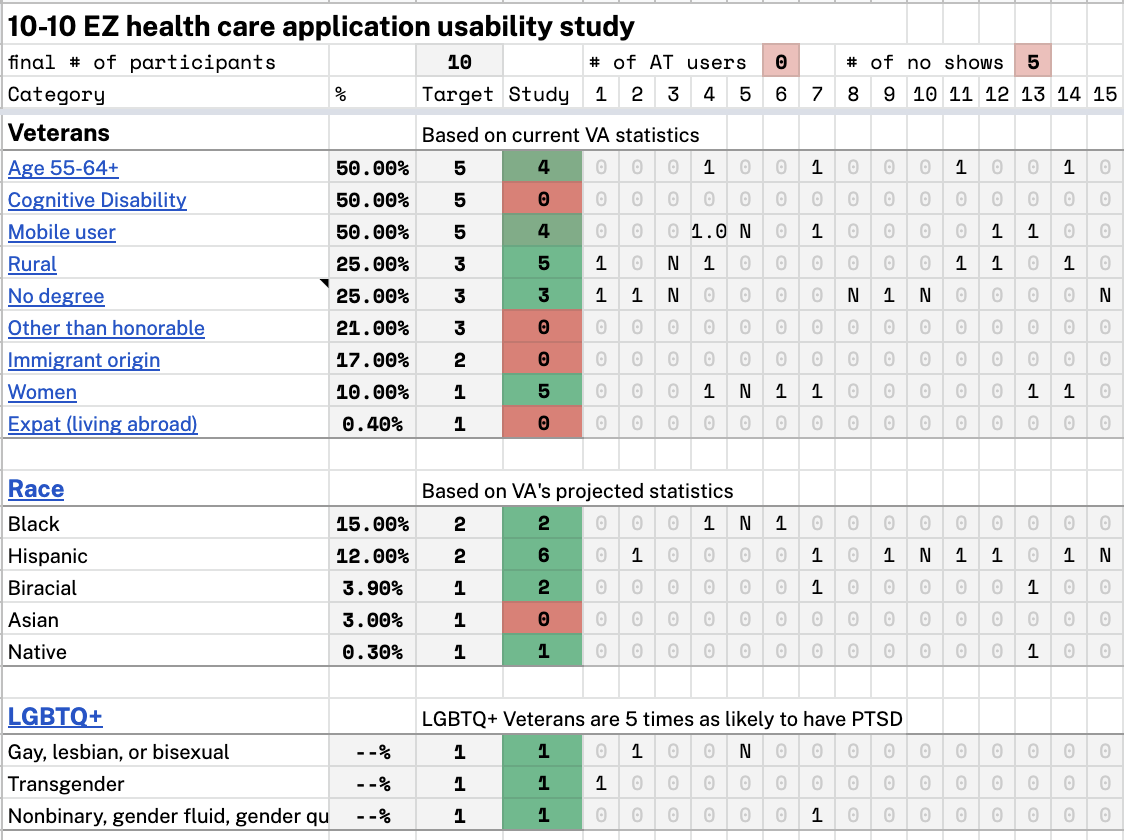 10-10 EZ health care application usability study
final # of participants 10 # of AT users 0 # of no shows 5
Category % Target Study 1 2 3 4 5 6 7 8 9 10 11 12 13 14 15
Veterans Based on current VA statistics
Age 55-64+ 50.00% 5 4 0 0 0 1 0 0 1 0 0 0 1 0 0 1 0
Cognitive Disability 50.00% 5 0 0 0 0 0 0 0 0 0 0 0 0 0 0 0 0
Mobile user 50.00% 5 4 0 0 0 1.0 N 0 1 0 0 0 0 1 1 0 0
Rural 25.00% 3 5 1 0 N 1 0 0 0 0 0 0 1 1 0 1 0
No degree 25.00% 3 3 1 1 N 0 0 0 0 N 1 N 0 0 0 0 N
Other than honorable 21.00% 3 0 0 0 0 0 0 0 0 0 0 0 0 0 0 0 0
Immigrant origin 17.00% 2 0 0 0 0 0 0 0 0 0 0 0 0 0 0 0 0
Women 10.00% 1 5 0 0 0 1 N 1 1 0 0 0 0 0 1 1 0
Expat (living abroad) 0.40% 1 0 0 0 0 0 0 0 0 0 0 0 0 0 0 0 0
Race Based on VA's projected statistics
Black 15.00% 2 2 0 0 0 1 N 1 0 0 0 0 0 0 0 0 0
Hispanic 12.00% 2 6 0 1 0 0 0 0 1 0 1 N 1 1 0 1 N
Biracial 3.90% 1 2 0 0 0 0 0 0 1 0 0 0 0 0 1 0 0
Asian 3.00% 1 0 0 0 0 0 0 0 0 0 0 0 0 0 0 0 0
Native 0.30% 1 1 0 0 0 0 0 0 0 0 0 0 0 0 1 0 0
LGBTQ+ LGBTQ+ Veterans are 5 times as likely to have PTSD
Gay, lesbian, or bisexual --% 1 1 0 1 0 0 N 0 0 0 0 0 0 0 0 0 0
Transgender --% 1 1 1 0 0 0 0 0 0 0 0 0 0 0 0 0 0
Nonbinary, gender fluid, gender qu --% 1 1 0 0 0 0 0 0 1 0 0 0 0 0 0 0 0